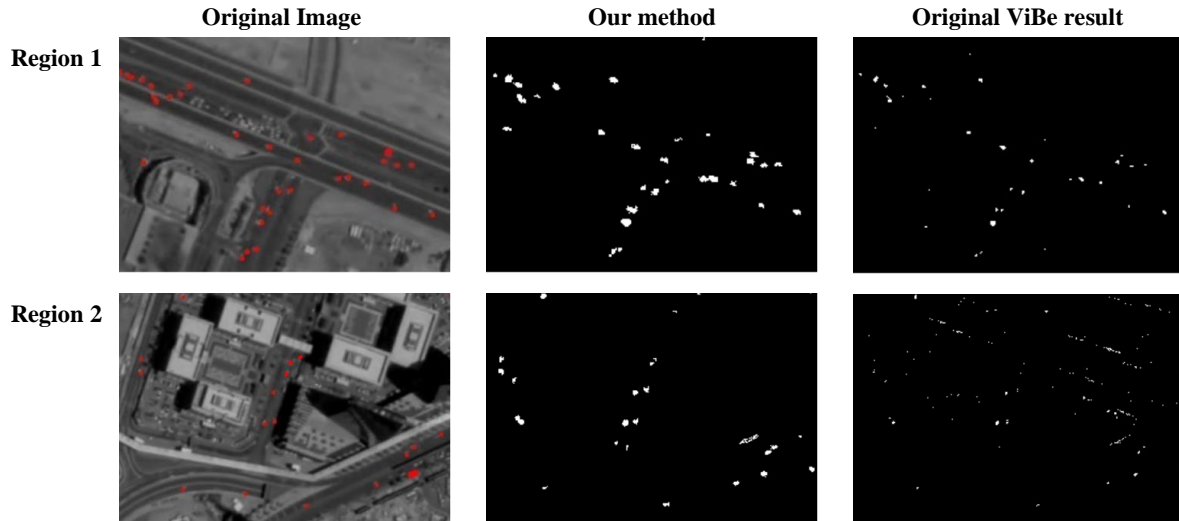 Original Image
Our method
Original ViBe result
Region 1
Region 2